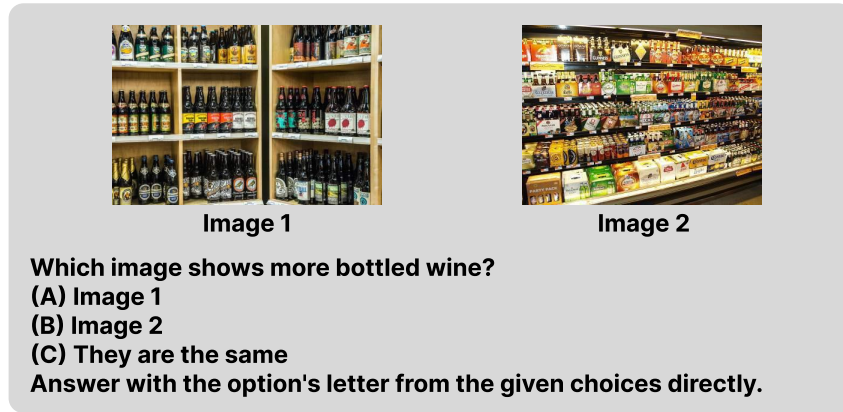 Image 1
Image 2
Which image shows more bottled wine?
(A) Image 1
(B) Image 2
(C) They are the same
Answer with the option's letter from the given choices directly.